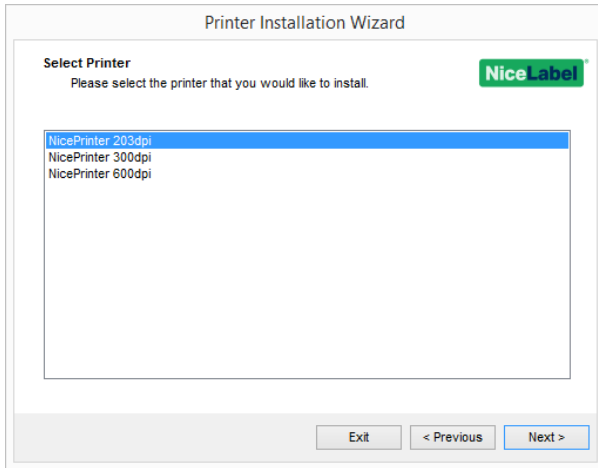 Printer Installation Wizard
Select Printer
Please select the printer that you would like to install.
NiceLabel
NicePrinter 203dpi
NicePrinter 300dpi
NicePrinter 600dpi
Exit
< Previous
Next >